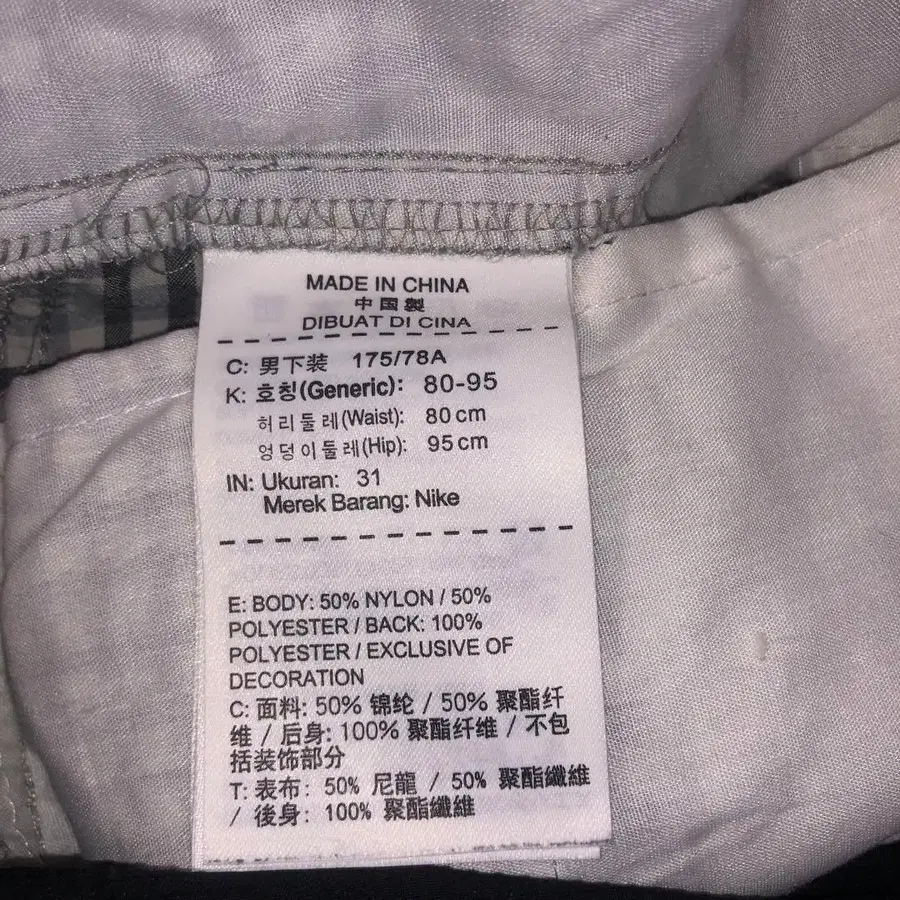 MADE IN CHINA
中国製
DIBUAT DI CINA
C: 男下装 175/78A
K: 호칭(Generic): 80-95
허리둘레(Waist): 80 cm
엉덩이둘레(Hip): 95 cm
IN: Ukuran: 31
Merek Barang: Nike
E: BODY: 50% NYLON / 50%
POLYESTER / BACK: 100%
POLYESTER / EXCLUSIVE OF
DECORATION
C: 面料: 50% 锦纶 / 50% 聚酯纤
维 / 后身: 100% 聚酯纤维 / 不包
括装饰部分
T: 表布: 50% 尼龍 / 50% 聚酯纖維
/ 後身: 100% 聚酯纖維